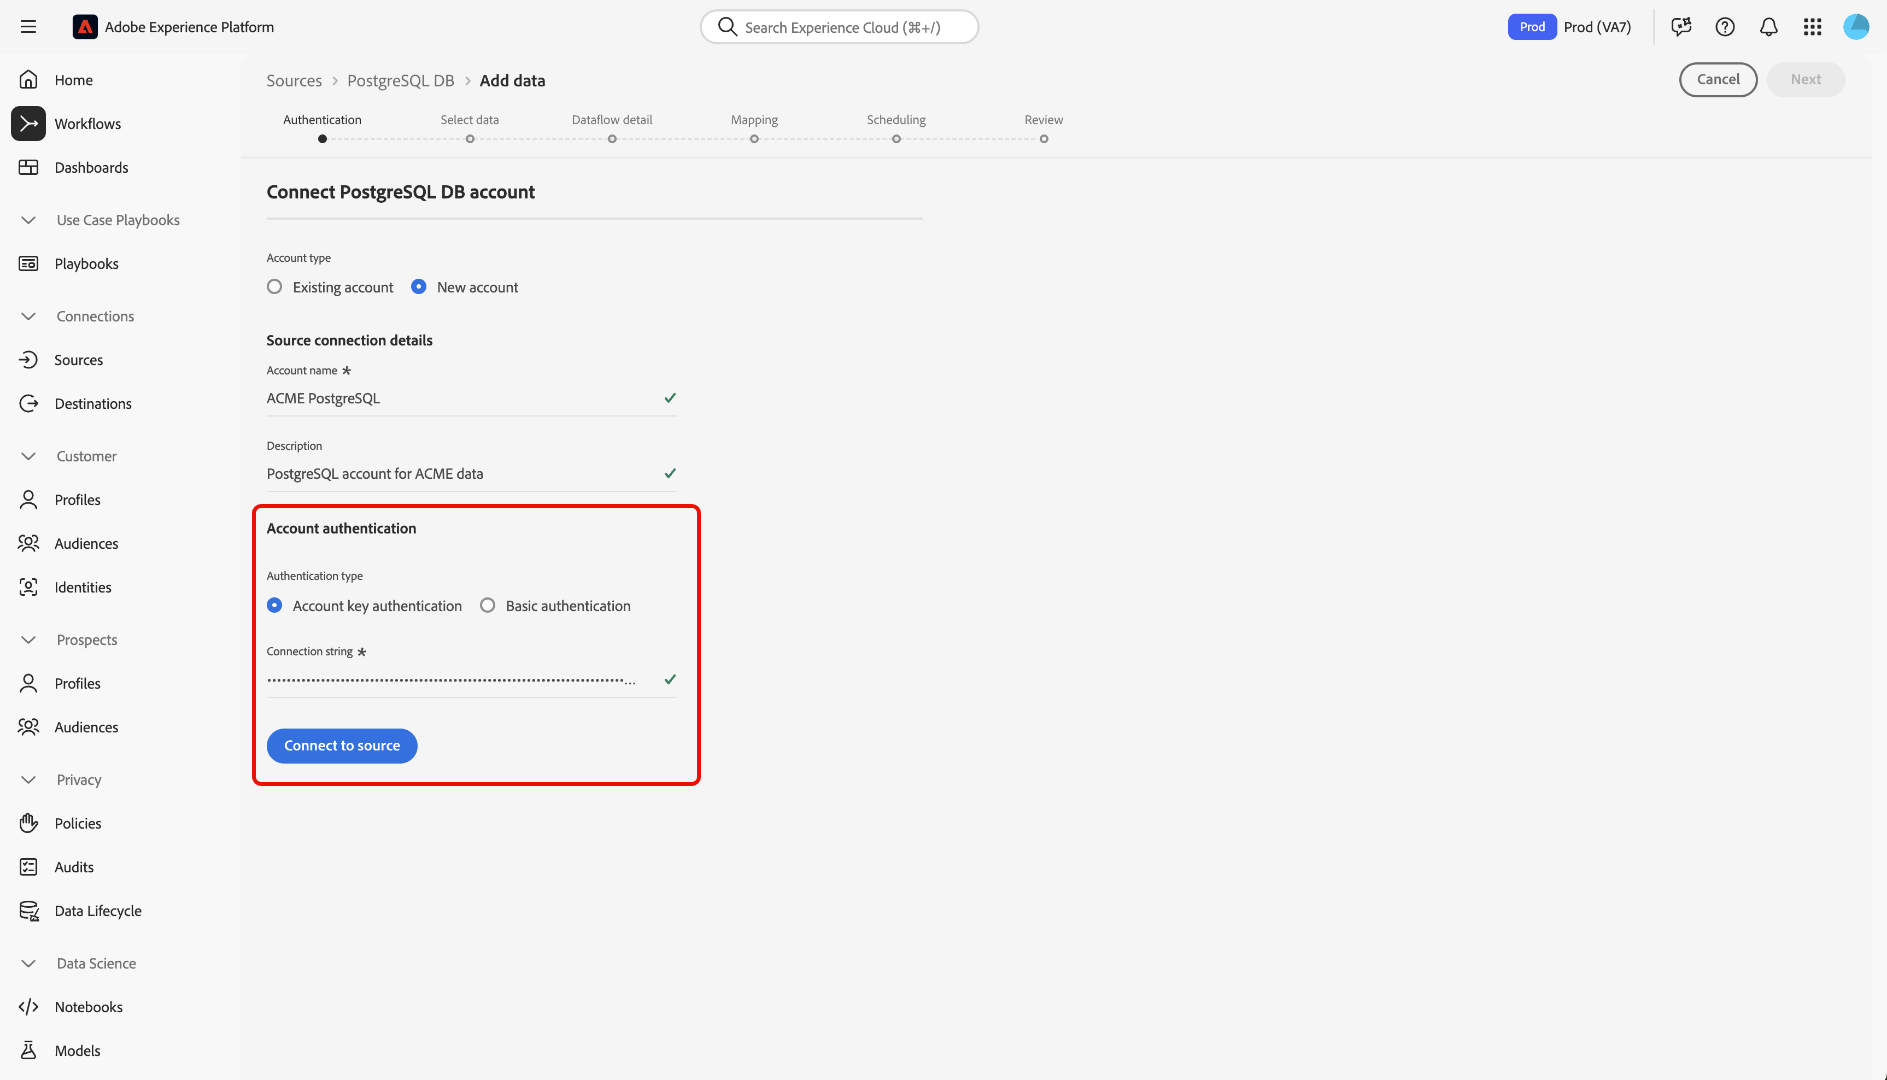 Adobe Experience Platform
Search Experience Cloud (⌘+/)
Prod
Prod (VA7)
Home
Workflows
Dashboards
Use Case Playbooks
Playbooks
Connections
Sources
Destinations
Customer
Profiles
Audiences
Identities
Prospects
Profiles
Audiences
Privacy
Policies
Audits
Data Lifecycle
Data Science
Notebooks
Models
Sources > PostgreSQL DB > Add data
Cancel
Next
Authentication
Select data
Dataflow detail
Mapping
Scheduling
Review
Connect PostgreSQL DB account
Account type
Existing account
New account
Source connection details
Account name *
ACME PostgreSQL
Description
PostgreSQL account for ACME data
Account authentication
Authentication type
Account key authentication
Basic authentication
Connection string *
Connect to source